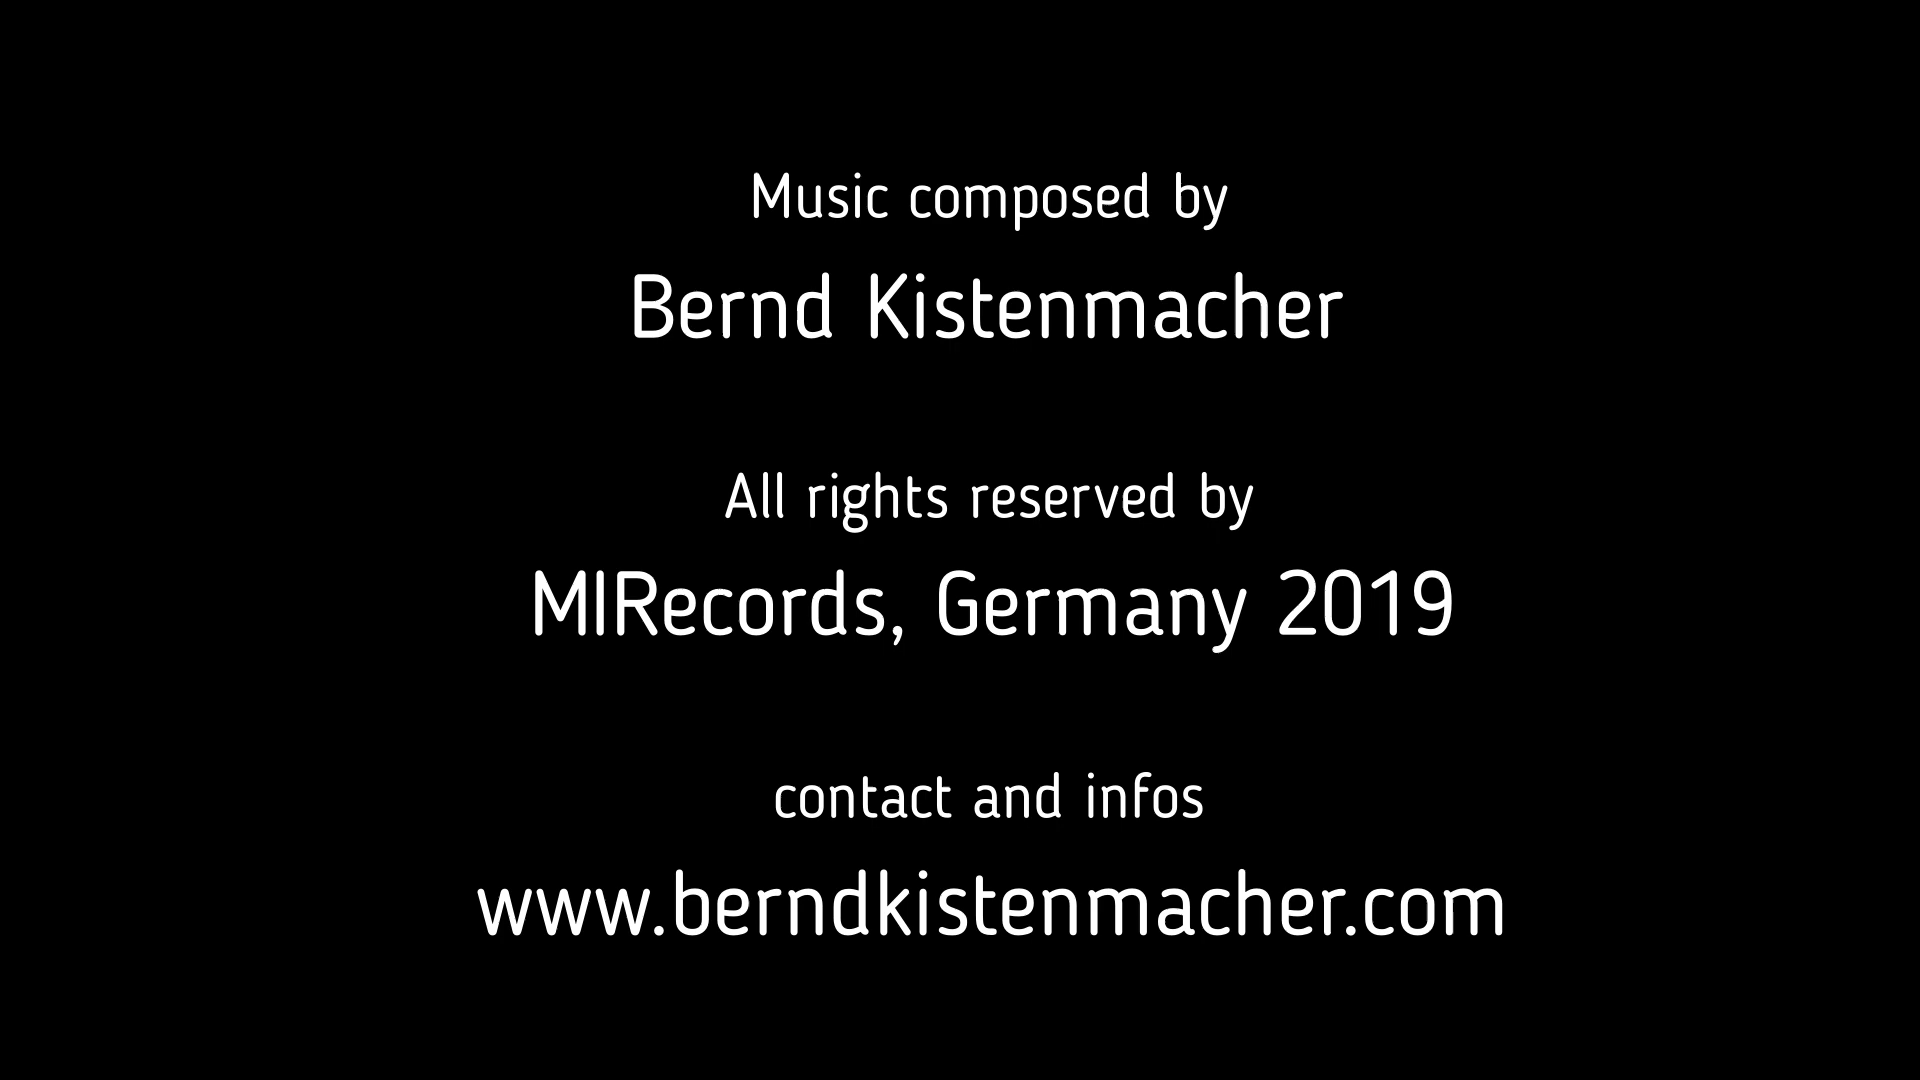 Music composed by
Bernd Kistenmacher
All rights reserved by
MIRecords, Germany 2019
contact and infos
www.berndkistenmacher.com